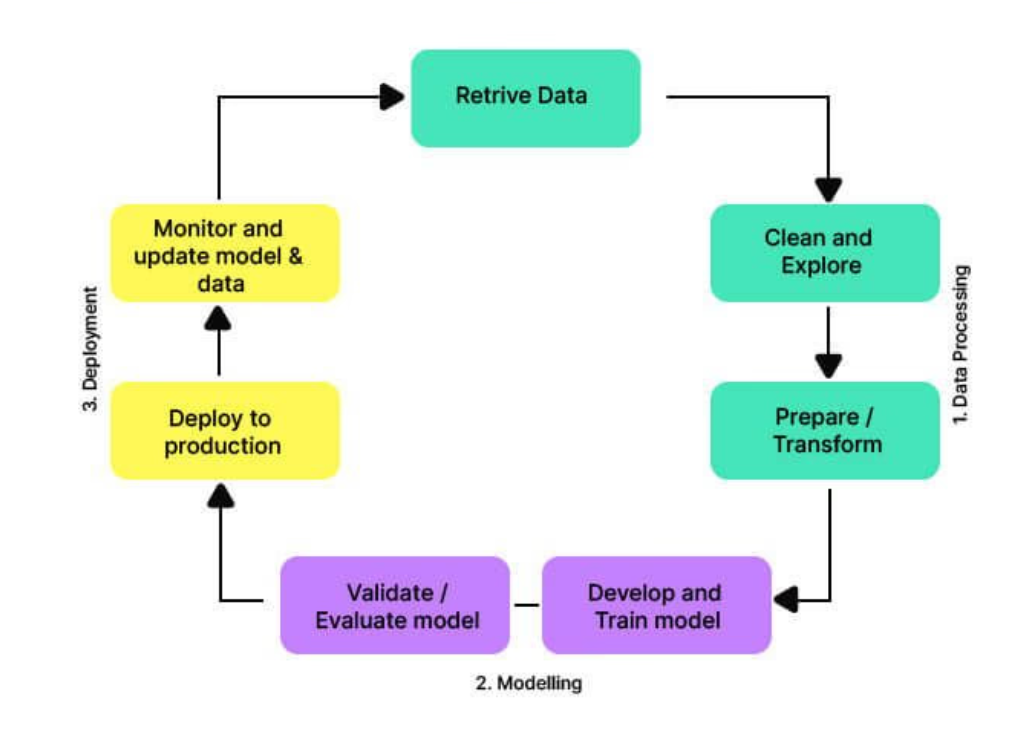 Retrive Data
Clean and
Explore
1. Data Processing
Prepare /
Transform
Develop and
Train model
Validate /
Evaluate model
2. Modelling
Deploy to
production
3. Deployment
Monitor and
update model &
data